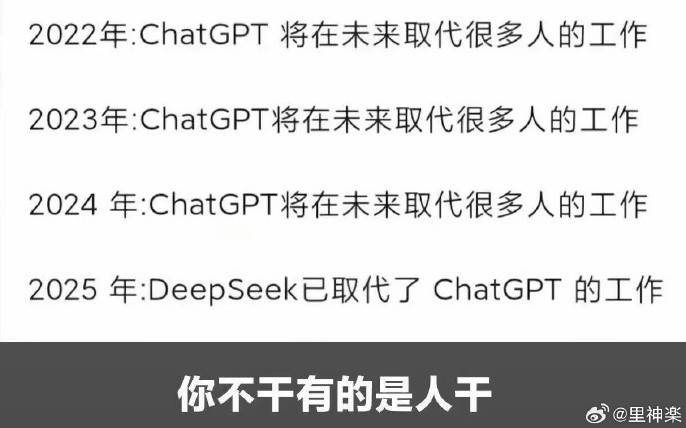 2022年:ChatGPT 将在未来取代很多人的工作
2023年:ChatGPT将在未来取代很多人的工作
2024 年:ChatGPT将在未来取代很多人的工作
2025 年:DeepSeek已取代了 ChatGPT 的工作
你不干有的是人干
@里神楽